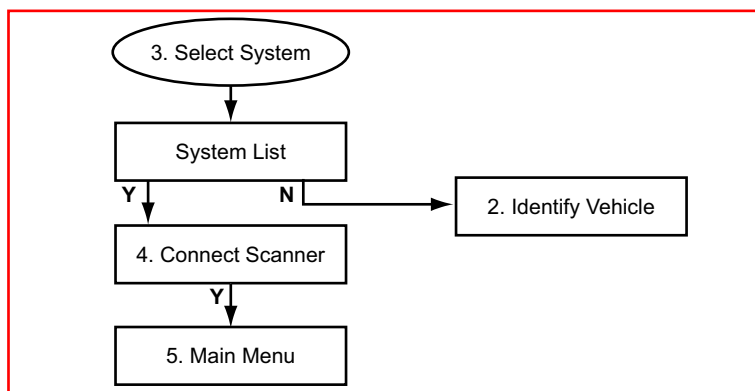 3. Select System
System List
Y
N
2. Identify Vehicle
4. Connect Scanner
Y
5. Main Menu